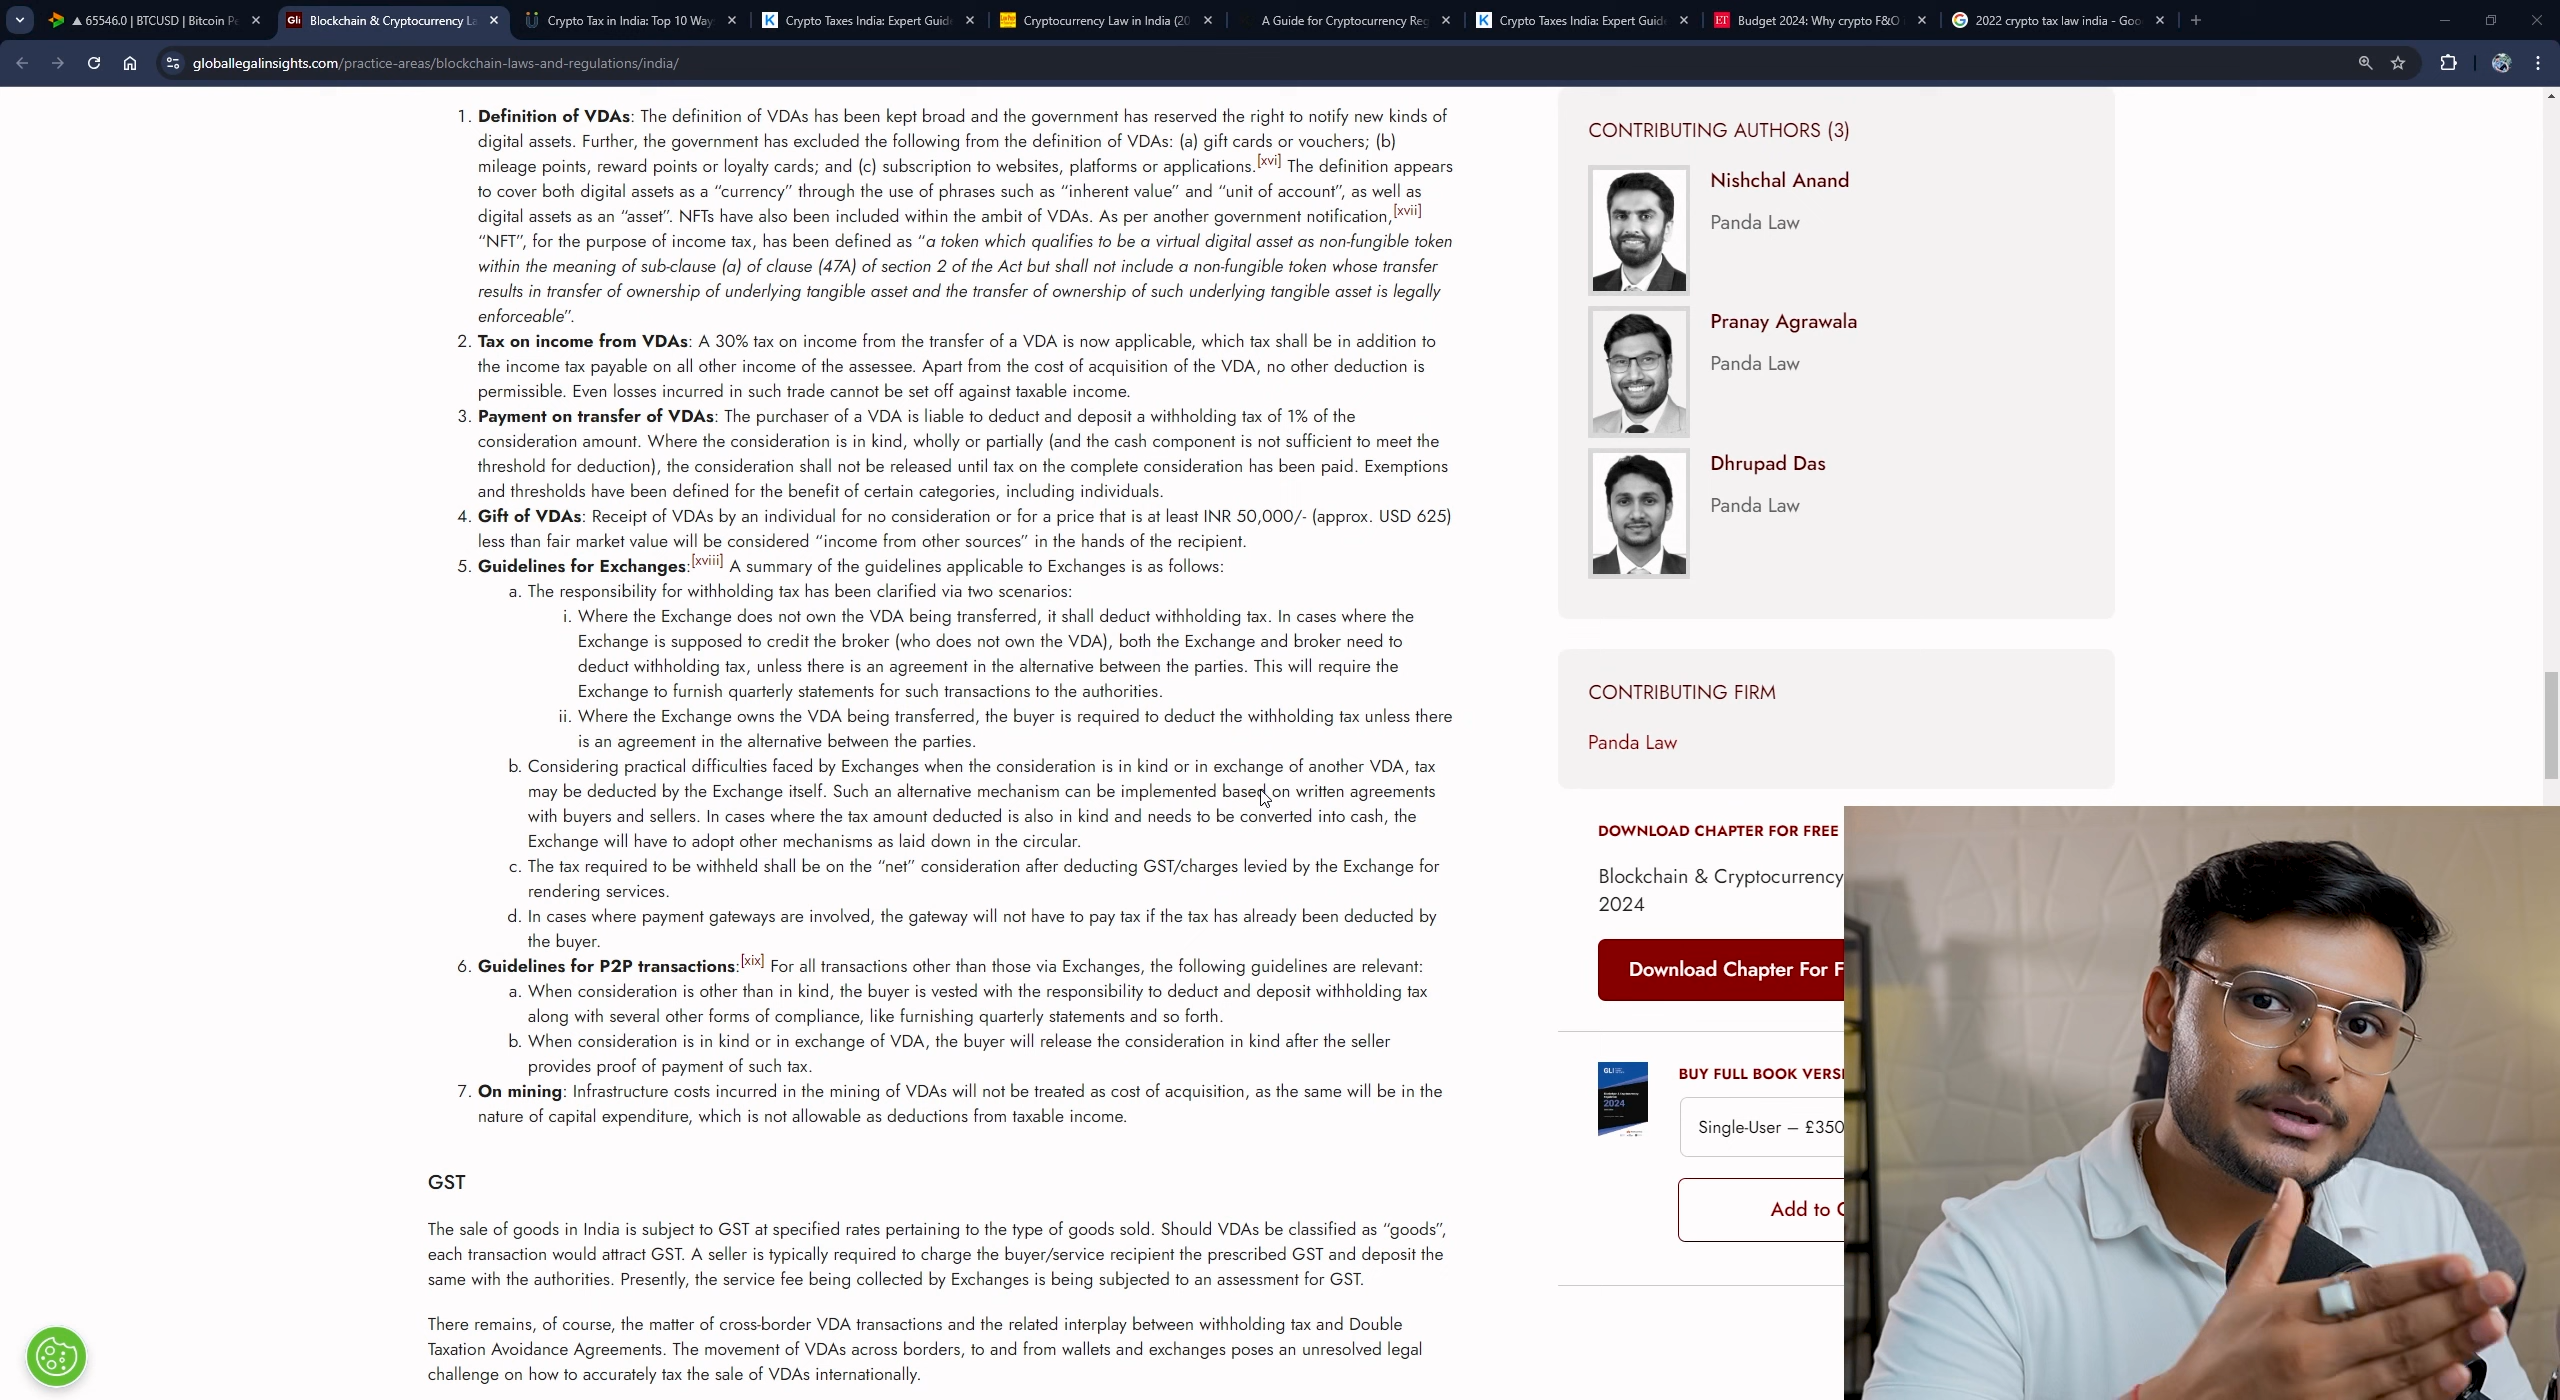 ▲ 65546.0 | BTCUSD | Bitcoin Pe
Gli Blockchain & Cryptocurrency La
Crypto Tax in India: Top 10 Way
K Crypto Taxes India: Expert Guide
Cryptocurrency Law in India (20
A Guide for Cryptocurrency Reg
K Crypto Taxes India: Expert Guide
ET Budget 2024: Why crypto F&O
2022 crypto tax law india - Goo
globallegalinsights.com/practice-areas/blockchain-laws-and-regulations/india/
1. Definition of VDAs: The definition of VDAs has been kept broad and the government has reserved the right to notify new kinds of
digital assets. Further, the government has excluded the following from the definition of VDAs: (a) gift cards or vouchers; (b)
mileage points, reward points or loyalty cards; and (c) subscription to websites, platforms or applications.[xvi] The definition appears
to cover both digital assets as a “currency” through the use of phrases such as “inherent value” and “unit of account”, as well as
digital assets as an “asset”. NFTs have also been included within the ambit of VDAs. As per another government notification,[xvii]
“NFT”, for the purpose of income tax, has been defined as “a token which qualifies to be a virtual digital asset as non-fungible token
within the meaning of sub-clause (a) of clause (47A) of section 2 of the Act but shall not include a non-fungible token whose transfer
results in transfer of ownership of underlying tangible asset and the transfer of ownership of such underlying tangible asset is legally
enforceable”.
2. Tax on income from VDAs: A 30% tax on income from the transfer of a VDA is now applicable, which tax shall be in addition to
the income tax payable on all other income of the assessee. Apart from the cost of acquisition of the VDA, no other deduction is
permissible. Even losses incurred in such trade cannot be set off against taxable income.
3. Payment on transfer of VDAs: The purchaser of a VDA is liable to deduct and deposit a withholding tax of 1% of the
consideration amount. Where the consideration is in kind, wholly or partially (and the cash component is not sufficient to meet the
threshold for deduction), the consideration shall not be released until tax on the complete consideration has been paid. Exemptions
and thresholds have been defined for the benefit of certain categories, including individuals.
4. Gift of VDAs: Receipt of VDAs by an individual for no consideration or for a price that is at least INR 50,000/- (approx. USD 625)
less than fair market value will be considered “income from other sources” in the hands of the recipient.
5. Guidelines for Exchanges:[xviii] A summary of the guidelines applicable to Exchanges is as follows:
a. The responsibility for withholding tax has been clarified via two scenarios:
i. Where the Exchange does not own the VDA being transferred, it shall deduct withholding tax. In cases where the
Exchange is supposed to credit the broker (who does not own the VDA), both the Exchange and broker need to
deduct withholding tax, unless there is an agreement in the alternative between the parties. This will require the
Exchange to furnish quarterly statements for such transactions to the authorities.
ii. Where the Exchange owns the VDA being transferred, the buyer is required to deduct the withholding tax unless there
is an agreement in the alternative between the parties.
b. Considering practical difficulties faced by Exchanges when the consideration is in kind or in exchange of another VDA, tax
may be deducted by the Exchange itself. Such an alternative mechanism can be implemented based on written agreements
with buyers and sellers. In cases where the tax amount deducted is also in kind and needs to be converted into cash, the
Exchange will have to adopt other mechanisms as laid down in the circular.
c. The tax required to be withheld shall be on the “net” consideration after deducting GST/charges levied by the Exchange for
rendering services.
d. In cases where payment gateways are involved, the gateway will not have to pay tax if the tax has already been deducted by
the buyer.
6. Guidelines for P2P transactions:[xix] For all transactions other than those via Exchanges, the following guidelines are relevant:
a. When consideration is other than in kind, the buyer is vested with the responsibility to deduct and deposit withholding tax
along with several other forms of compliance, like furnishing quarterly statements and so forth.
b. When consideration is in kind or in exchange of VDA, the buyer will release the consideration in kind after the seller
provides proof of payment of such tax.
7. On mining: Infrastructure costs incurred in the mining of VDAs will not be treated as cost of acquisition, as the same will be in the
nature of capital expenditure, which is not allowable as deductions from taxable income.
GST
The sale of goods in India is subject to GST at specified rates pertaining to the type of goods sold. Should VDAs be classified as “goods”,
each transaction would attract GST. A seller is typically required to charge the buyer/service recipient the prescribed GST and deposit the
same with the authorities. Presently, the service fee being collected by Exchanges is being subjected to an assessment for GST.
There remains, of course, the matter of cross-border VDA transactions and the related interplay between withholding tax and Double
Taxation Avoidance Agreements. The movement of VDAs across borders, to and from wallets and exchanges poses an unresolved legal
challenge on how to accurately tax the sale of VDAs internationally.
CONTRIBUTING AUTHORS (3)
Nishchal Anand
Panda Law
Pranay Agrawala
Panda Law
Dhrupad Das
Panda Law
CONTRIBUTING FIRM
Panda Law
DOWNLOAD CHAPTER FOR FREE
Blockchain & Cryptocurrency
2024
Download Chapter For F
BUY FULL BOOK VERSI
GLI
2024
Single-User – £350
Add to C